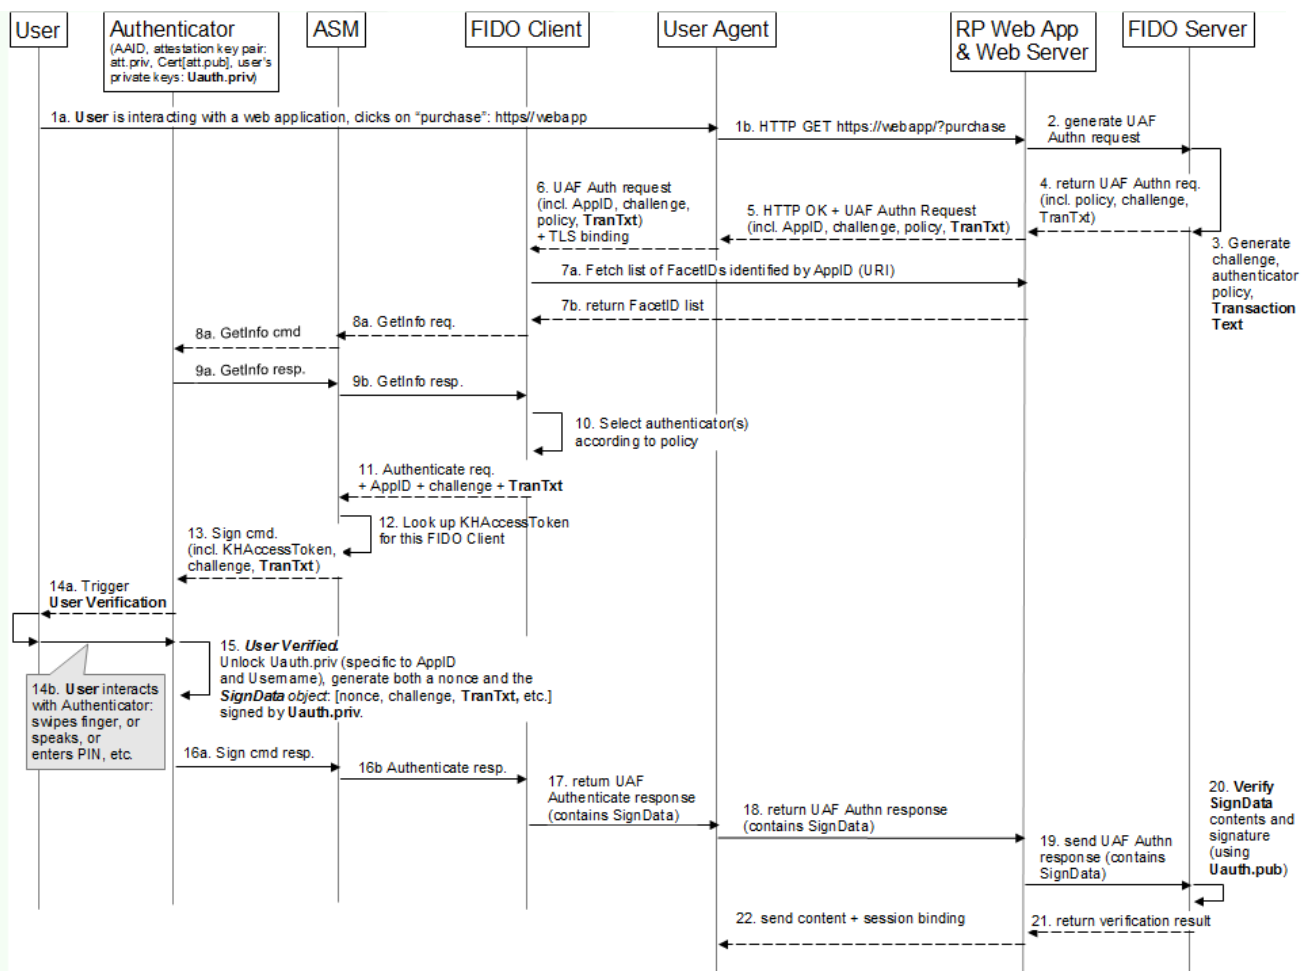 User
Authenticator
(AAID, attestation key pair:
att.priv, Cert[att.pub], user's
private keys: Uauth.priv)
ASM
FIDO Client
User Agent
RP Web App
& Web Server
FIDO Server
1a. User is interacting with a web application, clicks on “purchase”: https//webapp
1b. HTTP GET https://webapp/?purchase
2. generate UAF
Authn request
3. Generate
challenge,
authenticator
policy,
Transaction
Text
4. return UAF Authn req.
(incl. policy, challenge,
TranTxt)
5. HTTP OK + UAF Authn Request
(incl. AppID, challenge, policy, TranTxt)
6. UAF Auth request
(incl. AppID, challenge,
policy, TranTxt)
+ TLS binding
7a. Fetch list of FacetIDs identified by AppID (URI)
7b. return FacetID list
8a. GetInfo req.
8a. GetInfo cmd
9a. GetInfo resp.
9b. GetInfo resp.
10. Select authenticator(s)
according to policy
11. Authenticate req.
+ AppID + challenge + TranTxt
12. Look up KHAccessToken
for this FIDO Client
13. Sign cmd.
(incl. KHAccessToken,
challenge, TranTxt)
14a. Trigger
User Verification
14b. User interacts
with Authenticator:
swipes finger, or
speaks, or
enters PIN, etc.
15. User Verified.
Unlock Uauth.priv (specific to AppID
and Username), generate both a nonce and the
SignData object: [nonce, challenge, TranTxt, etc.]
signed by Uauth.priv.
16a. Sign cmd resp.
16b Authenticate resp.
17. return UAF
Authenticate response
(contains SignData)
18. return UAF Authn response
(contains SignData)
19. send UAF Authn
response (contains
SignData)
20. Verify
SignData
contents and
signature
(using
Uauth.pub)
21. return verification result
22. send content + session binding